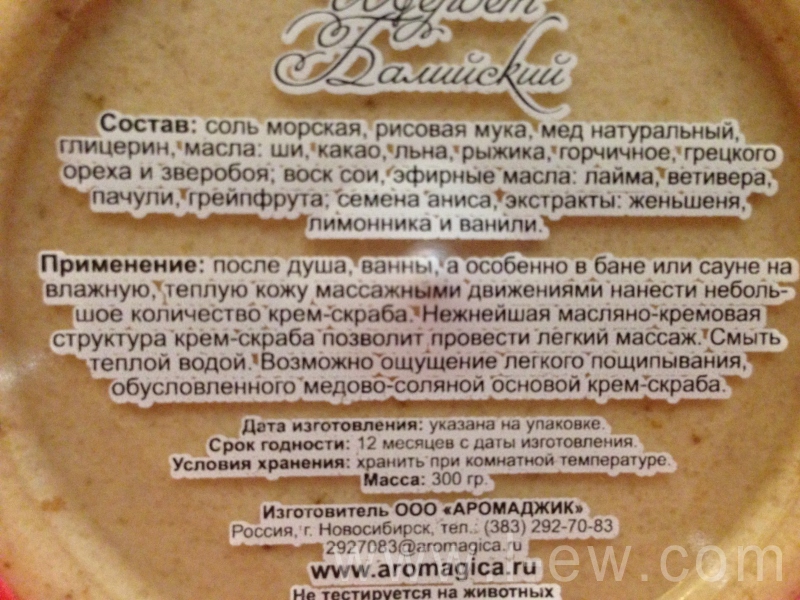 Щербет
Балийский
Состав: соль морская, рисовая мука, мед натуральный,
глицерин, масла: ши, какао, льна, рыжика, горчичное, грецкого
ореха и зверобоя; воск сои, эфирные масла: лайма, ветивера,
пачули, грейпфрута; семена аниса, экстракты: женьшеня,
лимонника и ванили.
Применение: после душа, ванны, а особенно в бане или сауне на
влажную, теплую кожу массажными движениями нанести неболь-
шое количество крем-скраба. Нежнейшая масляно-кремовая
структура крем-скраба позволит провести легкий массаж. Смыть
теплой водой. Возможно ощущение легкого пощипывания,
обусловленного медово-соляной основой крем-скраба.
Дата изготовления: указана на упаковке.
Срок годности: 12 месяцев с даты изготовления.
Условия хранения: хранить при комнатной температуре.
Масса: 300 гр.
Изготовитель ООО «АРОМАДЖИК»
Россия, г. Новосибирск, тел.: (383) 292-70-83
2927083@aromagica.ru
www.aromagica.ru
Не тестируется на животных